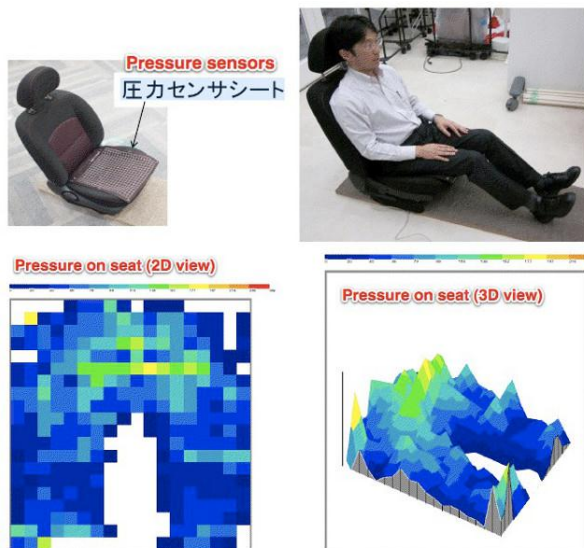 Pressure sensors
圧力センサシート
Pressure on seat (2D view)
Pressure on seat (3D view)